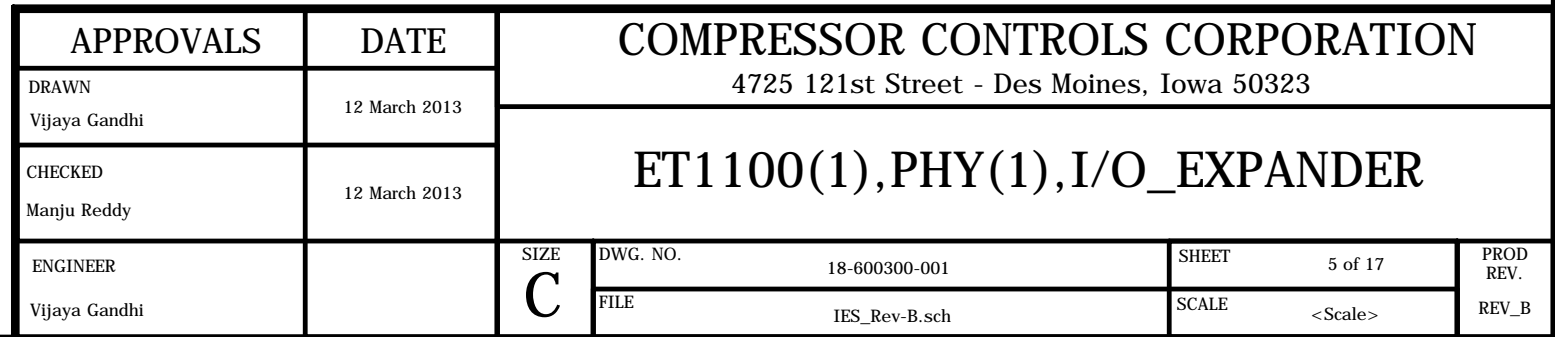 APPROVALS
DATE
DRAWN
Vijaya Gandhi
12 March 2013
CHECKED
Manju Reddy
12 March 2013
ENGINEER
Vijaya Gandhi
COMPRESSOR CONTROLS CORPORATION
4725 121st Street - Des Moines, Iowa 50323
ET1100(1),PHY(1),I/O_EXPANDER
SIZE
C
DWG. NO.
18-600300-001
SHEET
5 of 17
PROD
REV.
REV_B
FILE
IES_Rev-B.sch
SCALE
<Scale>